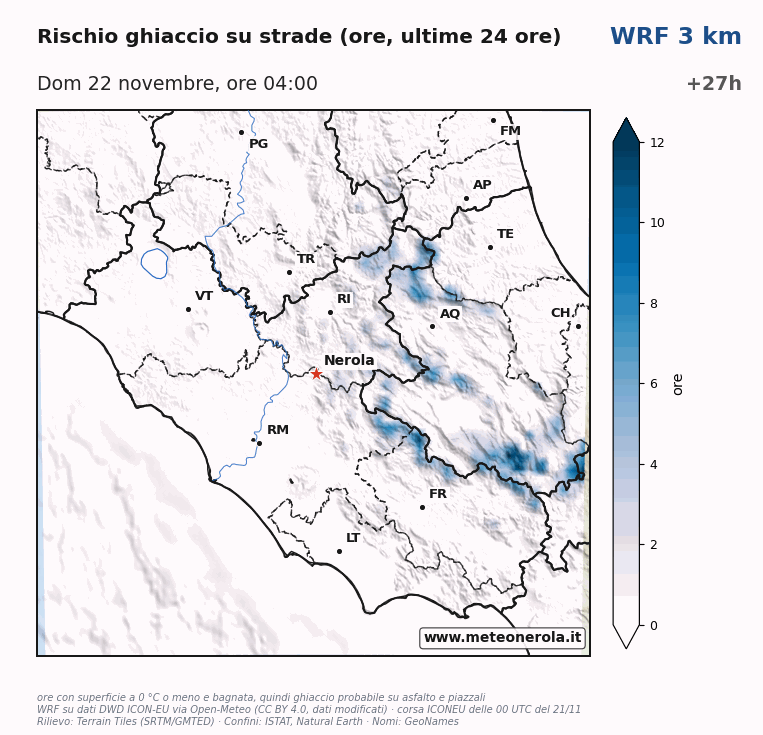 Rischio ghiaccio su strade (ore, ultime 24 ore)
WRF 3 km
Dom 22 novembre, ore 04:00
+27h
FM
PG
AP
TE
TR
VT
RI
AQ
CH
Nerola
RM
FR
LT
www.meteonerola.it
12
10
8
6
4
2
0
ore
ore con superficie a 0 °C o meno e bagnata, quindi ghiaccio probabile su asfalto e piazzali
WRF su dati DWD ICON-EU via Open-Meteo (CC BY 4.0, dati modificati) · corsa ICONEU delle 00 UTC del 21/11
Rilievo: Terrain Tiles (SRTM/GMTED) · Confini: ISTAT, Natural Earth · Nomi: GeoNames